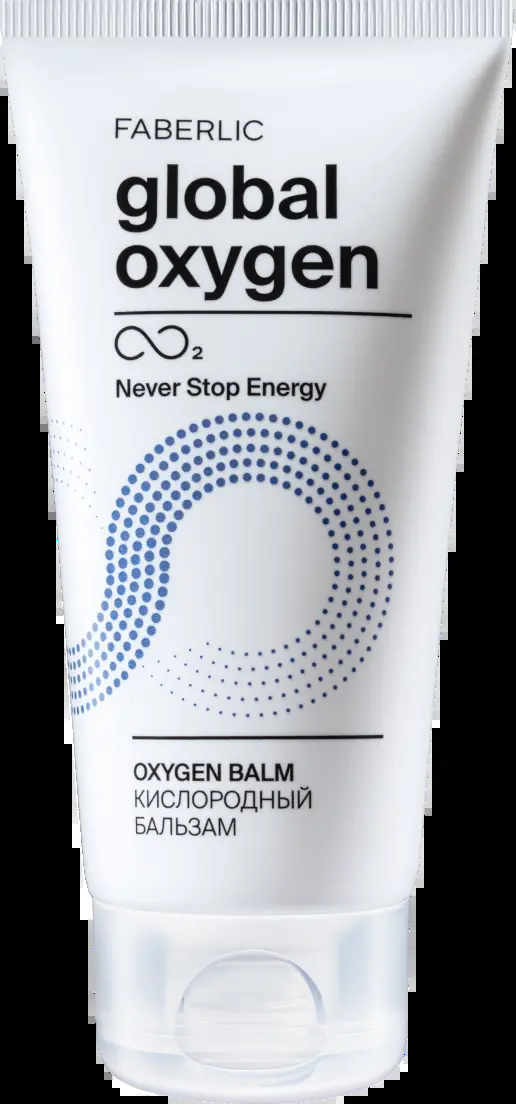 FABERLIC
global
oxygen
2
Never Stop Energy
OXYGEN BALM
КИСЛОРОДНЫЙ
БАЛЬЗАМ